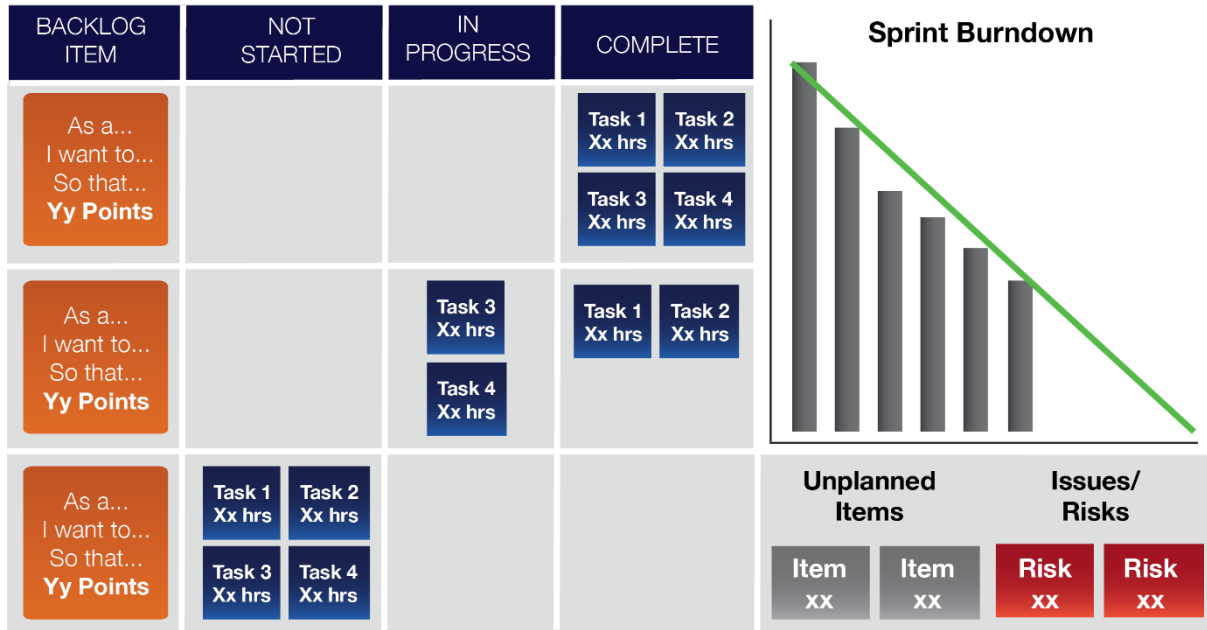 BACKLOG
ITEM
NOT
STARTED
IN
PROGRESS
COMPLETE
As a...
I want to...
So that...
Yy Points
Task 1
Xx hrs
Task 2
Xx hrs
Task 3
Xx hrs
Task 4
Xx hrs
As a...
I want to...
So that...
Yy Points
Task 3
Xx hrs
Task 4
Xx hrs
Task 1
Xx hrs
Task 2
Xx hrs
As a...
I want to...
So that...
Yy Points
Task 1
Xx hrs
Task 2
Xx hrs
Task 3
Xx hrs
Task 4
Xx hrs
Sprint Burndown
Unplanned
Items
Item
xx
Item
xx
Issues/
Risks
Risk
xx
Risk
xx